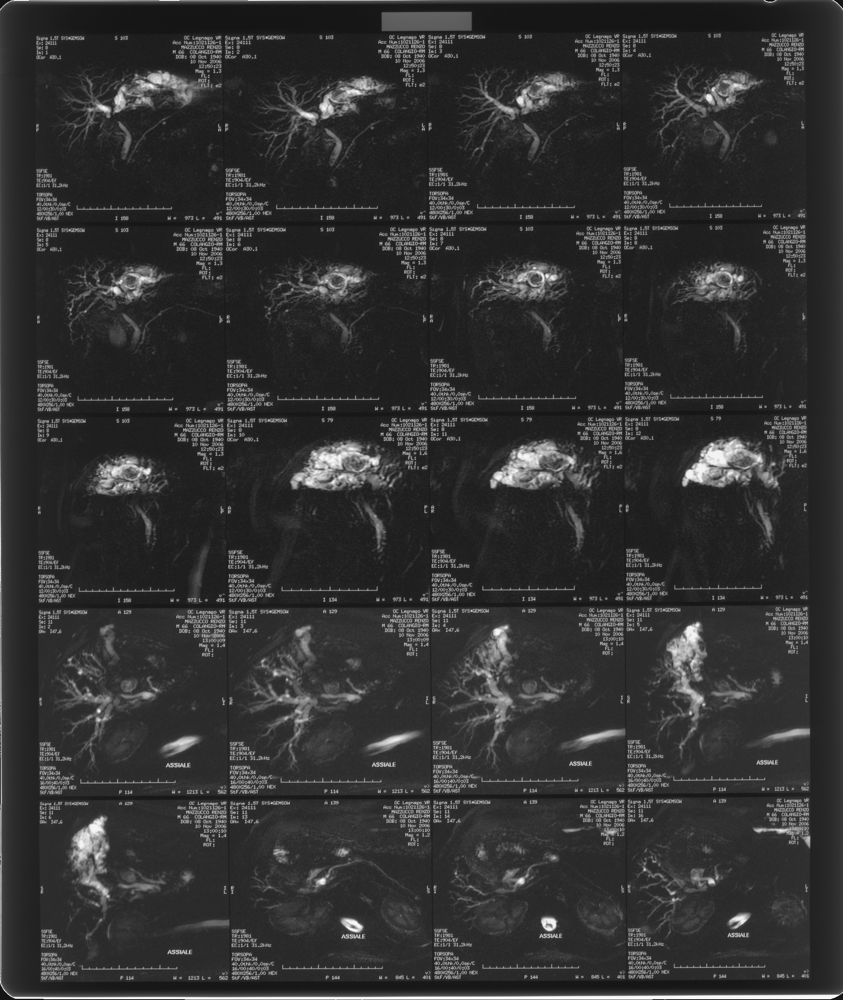 Signa 1.5T SYS#GEMSOW
Ex: 24111
Se: 8
Im: 1
OCor A30.1
S 103
OC Legnago VR
Acc Num:1021126-1
MAZZUCCO RENZO
M 66 COLANGIO-RM
DOB: 08 Oct 1940
10 Nov 2006
12:50:23
Mag = 1.3
FL:
ROT:
FLT: e2
R
P
L
A
SSFSE
TR:1981
TE:904/Ef
EC:1/1 31.2kHz
TORSOPA
FOV:34x34
40.0thk/0.0sp/C
12/00:30/0:03
480X256/1.00 NEX
StF/VB/AST
I 158
W = 973 L = 491
Signa 1.5T SYS#GEMSOW
Ex: 24111
Se: 8
Im: 2
OCor A30.1
S 103
OC Legnago VR
Acc Num:1021126-1
MAZZUCCO RENZO
M 66 COLANGIO-RM
DOB: 08 Oct 1940
10 Nov 2006
12:50:23
Mag = 1.3
FL:
ROT:
FLT: e2
R
P
L
A
SSFSE
TR:1981
TE:904/Ef
EC:1/1 31.2kHz
TORSOPA
FOV:34x34
40.0thk/0.0sp/C
12/00:30/0:03
480X256/1.00 NEX
StF/VB/AST
I 158
W = 973 L = 491
Signa 1.5T SYS#GEMSOW
Ex: 24111
Se: 8
Im: 3
OCor A30.1
S 103
OC Legnago VR
Acc Num:1021126-1
MAZZUCCO RENZO
M 66 COLANGIO-RM
DOB: 08 Oct 1940
10 Nov 2006
12:50:23
Mag = 1.3
FL:
ROT:
FLT: e2
R
P
L
A
SSFSE
TR:1981
TE:904/Ef
EC:1/1 31.2kHz
TORSOPA
FOV:34x34
40.0thk/0.0sp/C
12/00:30/0:03
480X256/1.00 NEX
StF/VB/AST
I 158
W = 973 L = 491
Signa 1.5T SYS#GEMSOW
Ex: 24111
Se: 8
Im: 4
OCor A30.1
S 103
OC Legnago VR
Acc Num:1021126-1
MAZZUCCO RENZO
M 66 COLANGIO-RM
DOB: 08 Oct 1940
10 Nov 2006
12:50:23
Mag = 1.3
FL:
ROT:
FLT: e2
R
P
L
A
SSFSE
TR:1981
TE:904/Ef
EC:1/1 31.2kHz
TORSOPA
FOV:34x34
40.0thk/0.0sp/C
12/00:30/0:03
480X256/1.00 NEX
StF/VB/AST
I 158
W = 973 L = 491
Signa 1.5T SYS#GEMSOW
Ex: 24111
Se: 8
Im: 5
OCor A30.1
S 103
OC Legnago VR
Acc Num:1021126-1
MAZZUCCO RENZO
M 66 COLANGIO-RM
DOB: 08 Oct 1940
10 Nov 2006
12:50:23
Mag = 1.3
FL:
ROT:
FLT: e2
R
A
L
P
SSFSE
TR:1981
TE:904/Ef
EC:1/1 31.2kHz
TORSOPA
FOV:34x34
40.0thk/0.0sp/C
12/00:30/0:03
480X256/1.00 NEX
StF/VB/AST
I 158
W = 973 L = 491
Signa 1.5T SYS#GEMSOW
Ex: 24111
Se: 8
Im: 6
OCor A30.1
S 103
OC Legnago VR
Acc Num:1021126-1
MAZZUCCO RENZO
M 66 COLANGIO-RM
DOB: 08 Oct 1940
10 Nov 2006
12:50:23
Mag = 1.3
FL:
ROT:
FLT: e2
R
A
L
P
SSFSE
TR:1981
TE:904/Ef
EC:1/1 31.2kHz
TORSOPA
FOV:34x34
40.0thk/0.0sp/C
12/00:30/0:03
480X256/1.00 NEX
StF/VB/AST
I 158
W = 973 L = 491
Signa 1.5T SYS#GEMSOW
Ex: 24111
Se: 8
Im: 7
OCor A30.1
S 103
OC Legnago VR
Acc Num:1021126-1
MAZZUCCO RENZO
M 66 COLANGIO-RM
DOB: 08 Oct 1940
10 Nov 2006
12:50:23
Mag = 1.3
FL:
ROT:
FLT: e2
R
A
L
P
SSFSE
TR:1981
TE:904/Ef
EC:1/1 31.2kHz
TORSOPA
FOV:34x34
40.0thk/0.0sp/C
12/00:30/0:03
480X256/1.00 NEX
StF/VB/AST
I 158
W = 973 L = 491
Signa 1.5T SYS#GEMSOW
Ex: 24111
Se: 8
Im: 8
OCor A30.1
S 103
OC Legnago VR
Acc Num:1021126-1
MAZZUCCO RENZO
M 66 COLANGIO-RM
DOB: 08 Oct 1940
10 Nov 2006
12:50:23
Mag = 1.3
FL:
ROT:
FLT: e2
R
A
L
P
SSFSE
TR:1981
TE:904/Ef
EC:1/1 31.2kHz
TORSOPA
FOV:34x34
40.0thk/0.0sp/C
12/00:30/0:03
480X256/1.00 NEX
StF/VB/AST
I 158
W = 973 L = 491
Signa 1.5T SYS#GEMSOW
Ex: 24111
Se: 8
Im: 9
OCor A30.1
S 103
OC Legnago VR
Acc Num:1021126-1
MAZZUCCO RENZO
M 66 COLANGIO-RM
DOB: 08 Oct 1940
10 Nov 2006
12:50:23
Mag = 1.3
FL:
ROT:
FLT: e2
R
A
L
P
SSFSE
TR:1981
TE:904/Ef
EC:1/1 31.2kHz
TORSOPA
FOV:34x34
40.0thk/0.0sp/C
12/00:30/0:03
480X256/1.00 NEX
StF/VB/AST
I 158
W = 973 L = 491
Signa 1.5T SYS#GEMSOW
Ex: 24111
Se: 8
Im: 10
OCor A30.1
S 79
OC Legnago VR
Acc Num:1021126-1
MAZZUCCO RENZO
M 66 COLANGIO-RM
DOB: 08 Oct 1940
10 Nov 2006
12:50:23
Mag = 1.6
FL:
ROT:
FLT: e2
A
R
P
L
SSFSE
TR:1981
TE:904/Ef
EC:1/1 31.2kHz
TORSOPA
FOV:34x34
40.0thk/0.0sp/C
12/00:30/0:03
480X256/1.00 NEX
StF/VB/AST
I 134
W = 973 L = 491
Signa 1.5T SYS#GEMSOW
Ex: 24111
Se: 8
Im: 11
OCor A30.1
S 79
OC Legnago VR
Acc Num:1021126-1
MAZZUCCO RENZO
M 66 COLANGIO-RM
DOB: 08 Oct 1940
10 Nov 2006
12:50:23
Mag = 1.6
FL:
ROT:
FLT: e2
A
R
P
L
SSFSE
TR:1981
TE:904/Ef
EC:1/1 31.2kHz
TORSOPA
FOV:34x34
40.0thk/0.0sp/C
12/00:30/0:03
480X256/1.00 NEX
StF/VB/AST
I 134
W = 973 L = 491
Signa 1.5T SYS#GEMSOW
Ex: 24111
Se: 8
Im: 12
OCor A30.1
S 79
OC Legnago VR
Acc Num:1021126-1
MAZZUCCO RENZO
M 66 COLANGIO-RM
DOB: 08 Oct 1940
10 Nov 2006
12:50:23
Mag = 1.6
FL:
ROT:
FLT: e2
A
R
P
L
SSFSE
TR:1981
TE:904/Ef
EC:1/1 31.2kHz
TORSOPA
FOV:34x34
40.0thk/0.0sp/C
12/00:30/0:03
480X256/1.00 NEX
StF/VB/AST
I 134
W = 973 L = 491
Signa 1.5T SYS#GEMSOW
Ex: 24111
Se: 11
Im: 2
OAx I47.6
A 129
OC Legnago VR
Acc Num:1021126-1
MAZZUCCO RENZO
M 66 COLANGIO-RM
DOB: 08 Oct 1940
10 Nov 2006
13:00:09
Mag = 1.4
FL:
ROT:
R
S
L
I
SSFSE
TR:1981
TE:904/Ef
EC:1/1 31.2kHz
ASSIALE
TORSOPA
FOV:34x34
40.0thk/0.0sp/C
16/00:40/0:03
480X256/1.00 NEX
StF/VB/AST
P 114
W = 1213 L = 562
Signa 1.5T SYS#GEMSOW
Ex: 24111
Se: 11
Im: 3
OAx I47.6
A 129
OC Legnago VR
Acc Num:1021126-1
MAZZUCCO RENZO
M 66 COLANGIO-RM
DOB: 08 Oct 1940
10 Nov 2006
13:00:09
Mag = 1.4
FL:
ROT:
S
R
I
L
SSFSE
TR:1981
TE:904/Ef
EC:1/1 31.2kHz
ASSIALE
TORSOPA
FOV:34x34
40.0thk/0.0sp/C
16/00:40/0:03
480X256/1.00 NEX
StF/VB/AST
P 114
W = 1213 L = 562
Signa 1.5T SYS#GEMSOW
Ex: 24111
Se: 11
Im: 4
OAx I47.6
A 129
OC Legnago VR
Acc Num:1021126-1
MAZZUCCO RENZO
M 66 COLANGIO-RM
DOB: 08 Oct 1940
10 Nov 2006
13:00:10
Mag = 1.4
FL:
ROT:
S
R
I
L
SSFSE
TR:1981
TE:904/Ef
EC:1/1 31.2kHz
ASSIALE
TORSOPA
FOV:34x34
40.0thk/0.0sp/C
16/00:40/0:03
480X256/1.00 NEX
StF/VB/AST
P 114
W = 1213 L = 562
Signa 1.5T SYS#GEMSOW
Ex: 24111
Se: 11
Im: 5
OAx I47.6
A 129
OC Legnago VR
Acc Num:1021126-1
MAZZUCCO RENZO
M 66 COLANGIO-RM
DOB: 08 Oct 1940
10 Nov 2006
13:00:10
Mag = 1.4
FL:
ROT:
S
R
I
L
SSFSE
TR:1981
TE:904/Ef
EC:1/1 31.2kHz
ASSIALE
TORSOPA
FOV:34x34
40.0thk/0.0sp/C
16/00:40/0:03
480X256/1.00 NEX
StF/VB/AST
P 114
W = 1213 L = 562
Signa 1.5T SYS#GEMSOW
Ex: 24111
Se: 11
Im: 6
OAx I47.6
A 129
OC Legnago VR
Acc Num:1021126-1
MAZZUCCO RENZO
M 66 COLANGIO-RM
DOB: 08 Oct 1940
10 Nov 2006
13:00:10
Mag = 1.4
FL:
ROT:
S
R
I
L
SSFSE
TR:1981
TE:904/Ef
EC:1/1 31.2kHz
ASSIALE
TORSOPA
FOV:34x34
40.0thk/0.0sp/C
16/00:40/0:03
480X256/1.00 NEX
StF/VB/AST
P 114
W = 1213 L = 562
Signa 1.5T SYS#GEMSOW
Ex: 24111
Se: 11
Im: 13
OAx I47.6
A 139
OC Legnago VR
Acc Num:1021126-1
MAZZUCCO RENZO
M 66 COLANGIO-RM
DOB: 08 Oct 1940
10 Nov 2006
13:00:10
Mag = 1.2
FL:
ROT:
R
I
L
S
SSFSE
TR:1981
TE:904/Ef
EC:1/1 31.2kHz
ASSIALE
TORSOPA
FOV:34x34
40.0thk/0.0sp/C
16/00:40/0:03
480X256/1.00 NEX
StF/VB/AST
P 144
W = 845 L = 401
Signa 1.5T SYS#GEMSOW
Ex: 24111
Se: 11
Im: 14
OAx I47.6
A 139
OC Legnago VR
Acc Num:1021126-1
MAZZUCCO RENZO
M 66 COLANGIO-RM
DOB: 08 Oct 1940
10 Nov 2006
13:00:10
Mag = 1.2
FL:
ROT:
R
I
L
S
SSFSE
TR:1981
TE:904/Ef
EC:1/1 31.2kHz
ASSIALE
TORSOPA
FOV:34x34
40.0thk/0.0sp/C
16/00:40/0:03
480X256/1.00 NEX
StF/VB/AST
P 144
W = 845 L = 401
Signa 1.5T SYS#GEMSOW
Ex: 24111
Se: 11
Im: 16
OAx I47.6
A 139
OC Legnago VR
Acc Num:1021126-1
MAZZUCCO RENZO
M 66 COLANGIO-RM
DOB: 08 Oct 1940
10 Nov 2006
13:00:10
Mag = 1.2
FL:
ROT:
R
S
L
I
SSFSE
TR:1981
TE:904/Ef
EC:1/1 31.2kHz
ASSIALE
TORSOPA
FOV:34x34
40.0thk/0.0sp/C
16/00:40/0:03
480X256/1.00 NEX
StF/VB/AST
P 144
W = 845 L = 401